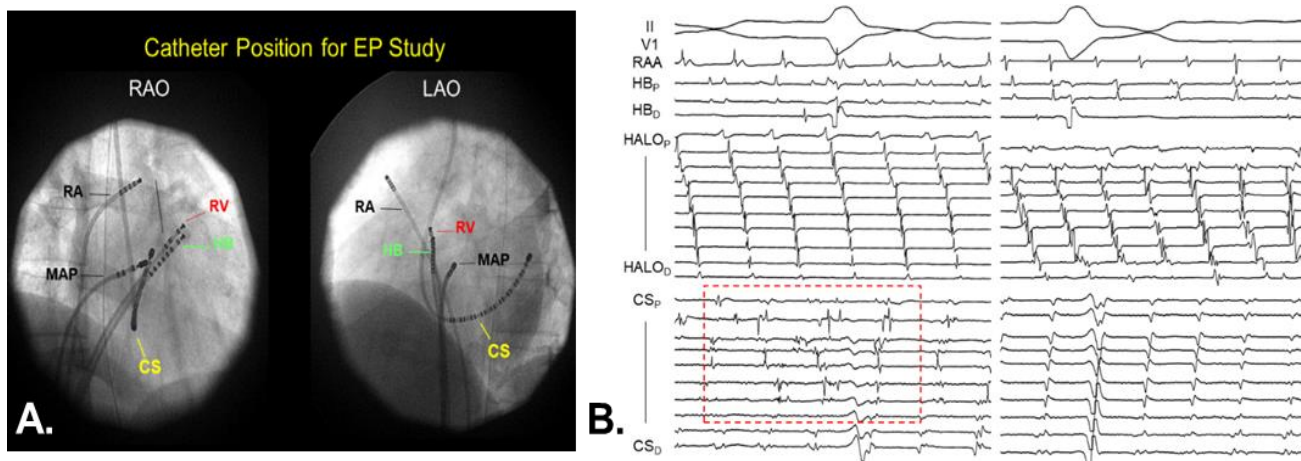 Catheter Position for EP Study
RAO
LAO
RA
RV
HB
MAP
CS
RA
RV
HB
MAP
CS
A.
II
V1
RAA
HBP
HBD
HALOP
HALOD
CSP
CSD
B.